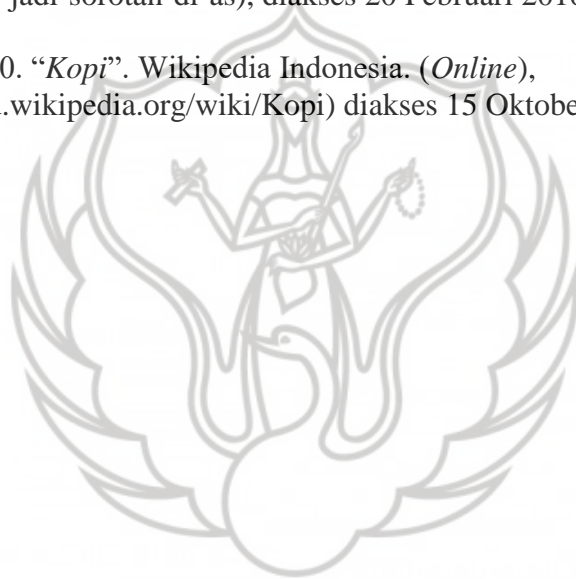 jadi sorotan di as), diakses 20 Februari 2016
0. “Kopi”. Wikipedia Indonesia. (Online),
.wikipedia.org/wiki/Kopi) diakses 15 Oktobe